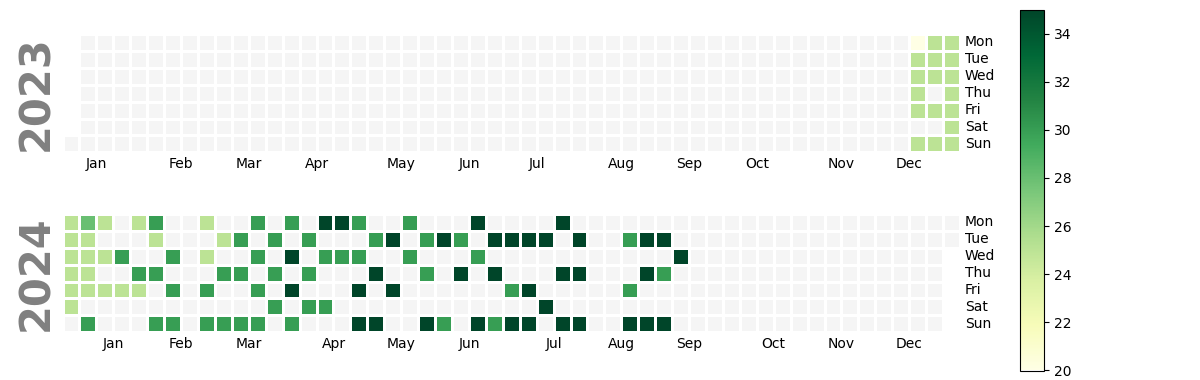 2023
Mon
Tue
Wed
Thu
Fri
Sat
Sun
Jan Feb Mar Apr May Jun Jul Aug Sep Oct Nov Dec
2024
Mon
Tue
Wed
Thu
Fri
Sat
Sun
Jan Feb Mar Apr May Jun Jul Aug Sep Oct Nov Dec
34
32
30
28
26
24
22
20